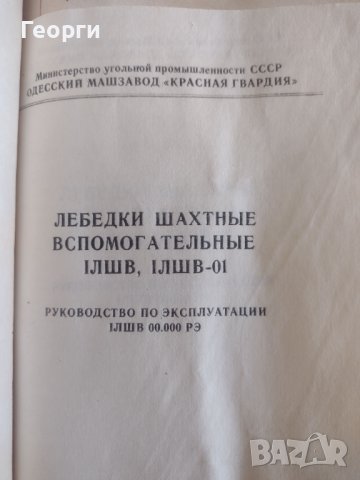 Георги
Министерство угольной промышленности СССР
ОДЕССКИЙ МАШЗАВОД «КРАСНАЯ ГВАРДИЯ»
ЛЕБЕДКИ ШАХТНЫЕ
ВСПОМОГАТЕЛЬНЫЕ
1ЛШВ, 1ЛШВ-01
РУКОВОДСТВО ПО ЭКСПЛУАТАЦИИ
1ЛШВ 00.000 РЭ
BAZAR